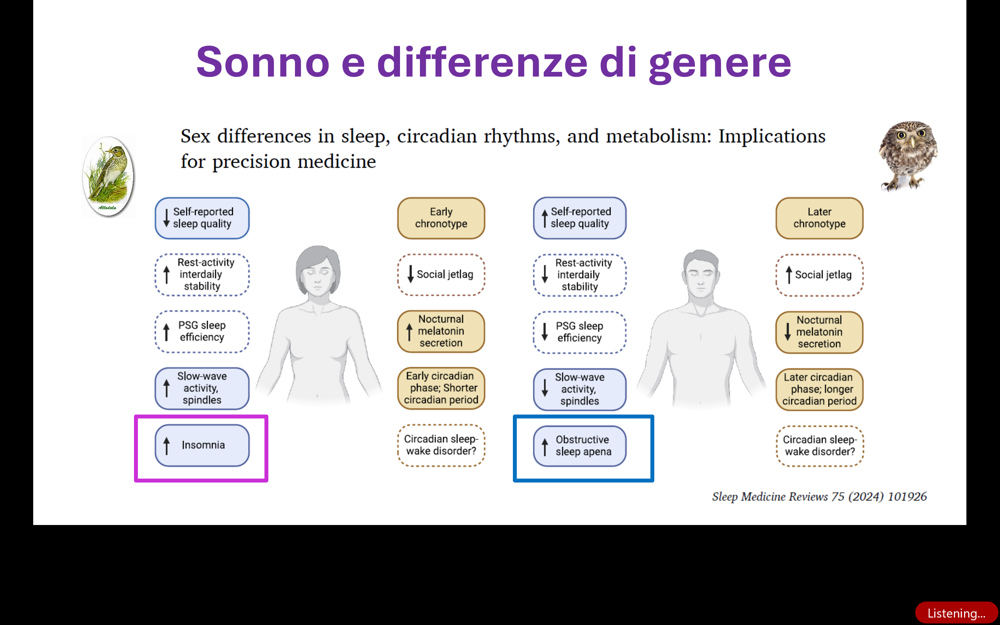 Sonno e differenze di genere
Sex differences in sleep, circadian rhythms, and metabolism: Implications
for precision medicine
Allodola
↓ Self-reported
sleep quality
↑ Rest-activity
interdaily
stability
↑ PSG sleep
efficiency
↑ Slow-wave
activity,
spindles
↑ Insomnia
Early
chronotype
↓ Social jetlag
↑ Nocturnal
melatonin
secretion
Early circadian
phase; Shorter
circadian period
Circadian sleep-
wake disorder?
↑ Self-reported
sleep quality
↓ Rest-activity
interdaily
stability
↓ PSG sleep
efficiency
↓ Slow-wave
activity,
spindles
↑ Obstructive
sleep apena
Later
chronotype
↑ Social jetlag
↓ Nocturnal
melatonin
secretion
Later circadian
phase; longer
circadian period
Circadian sleep-
wake disorder?
Sleep Medicine Reviews 75 (2024) 101926
Listening...